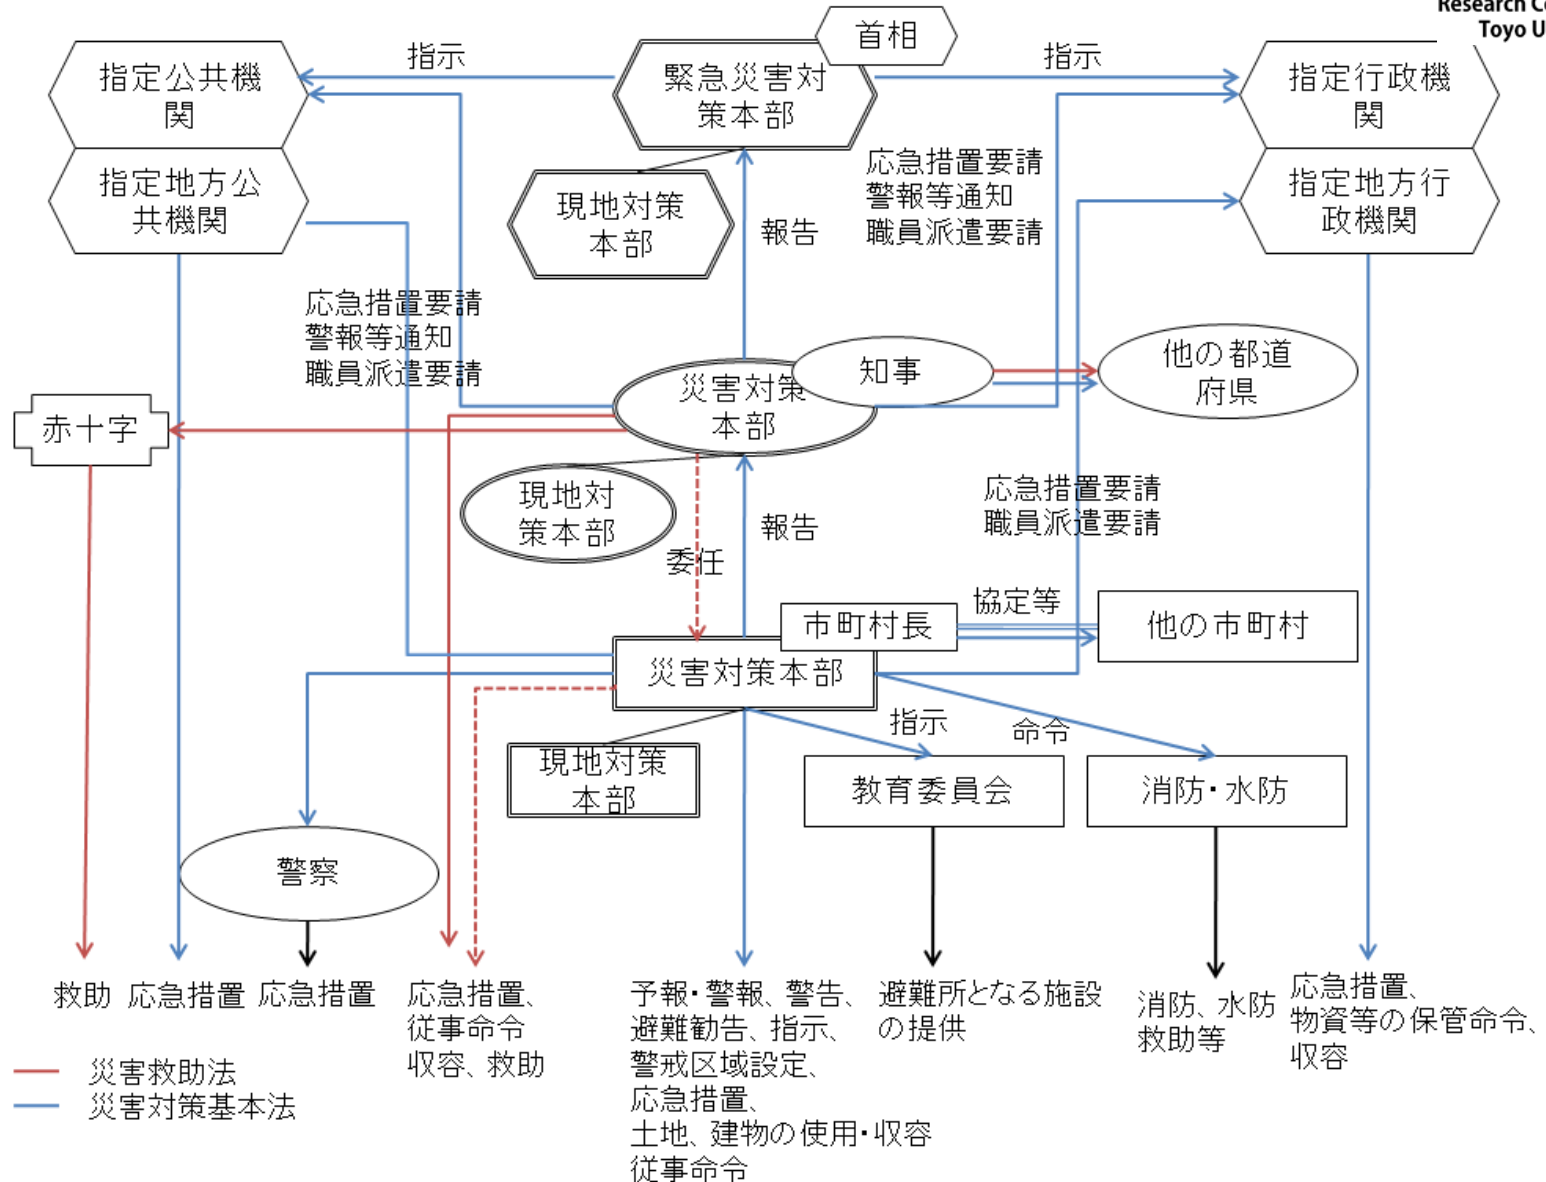 Research Ce
Toyo U
首相
指定公共機
関
指示
緊急災害対
策本部
指示
指定行政機
関
指定地方公
共機関
現地対策
本部
報告
応急措置要請
警報等通知
職員派遣要請
指定地方行
政機関
応急措置要請
警報等通知
職員派遣要請
災害対策
本部
知事
他の都道
府県
赤十字
現地対
策本部
委任
報告
応急措置要請
職員派遣要請
市町村長
協定等
他の市町村
災害対策本部
現地対策
本部
指示
命令
教育委員会
消防・水防
警察
救助
応急措置
応急措置
応急措置、
従事命令
収容、救助
予報・警報、警告、
避難勧告、指示、
警戒区域設定、
応急措置、
土地、建物の使用・収容
従事命令
避難所となる施設
の提供
消防、水防
救助等
応急措置、
物資等の保管命令、
収容
災害救助法
災害対策基本法